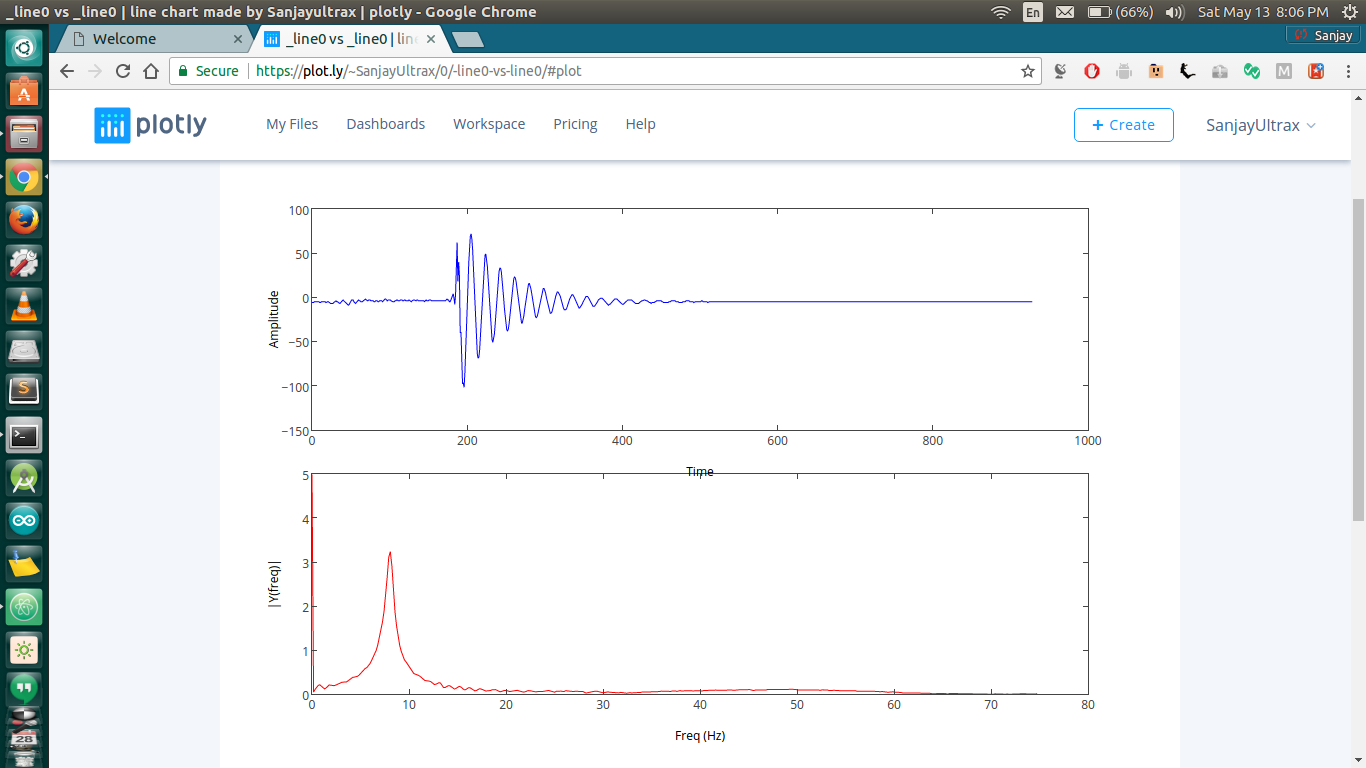 _line0 vs _line0 | line chart made by Sanjayultrax | plotly - Google Chrome
En
(66%)
Sat May 13 8:06 PM
Welcome
_line0 vs _line0 | line
Sanjay
Secure
https://plot.ly/~SanjayUltrax/0/-line0-vs-line0/#plot
plotly
My Files
Dashboards
Workspace
Pricing
Help
+ Create
SanjayUltrax
100
50
0
−50
−100
−150
Amplitude
0
200
400
600
800
1000
Time
5
4
3
2
1
0
|Y(freq)|
0
10
20
30
40
50
60
70
80
Freq (Hz)
28